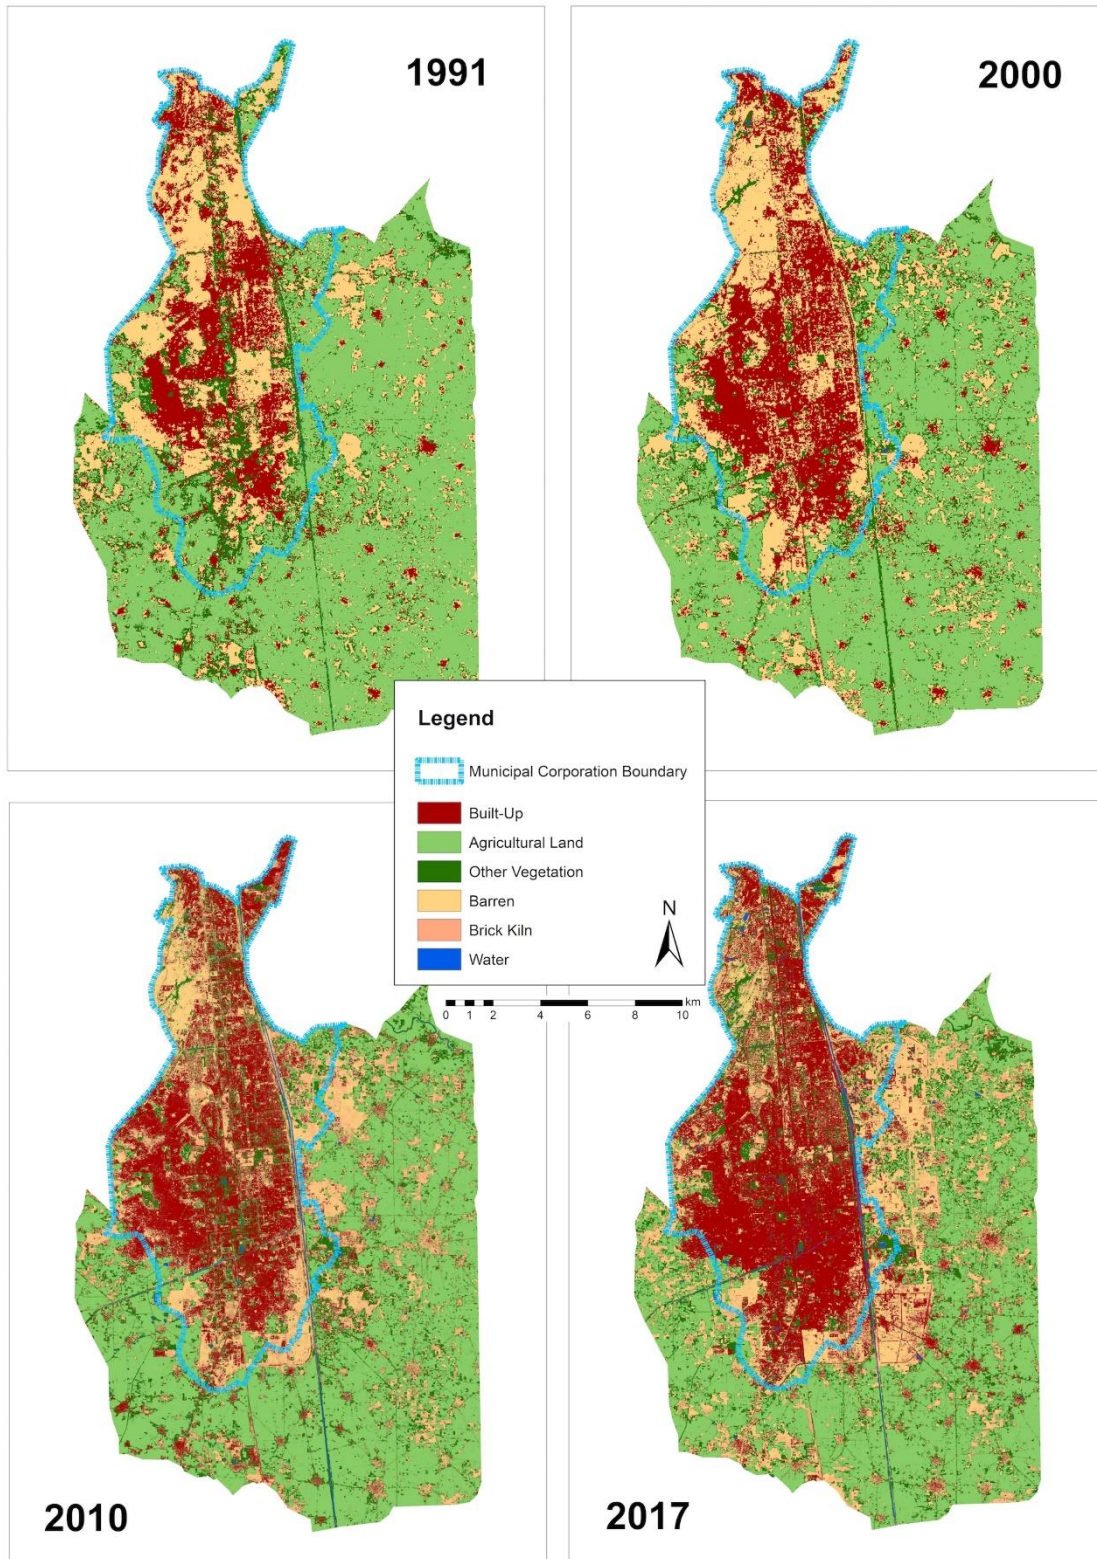 1991
2000
Legend
Municipal Corporation Boundary
Built-Up
Agricultural Land
Other Vegetation
Barren
Brick Kiln
Water
N
km
0 1 2 4 6 8 10
2010
2017